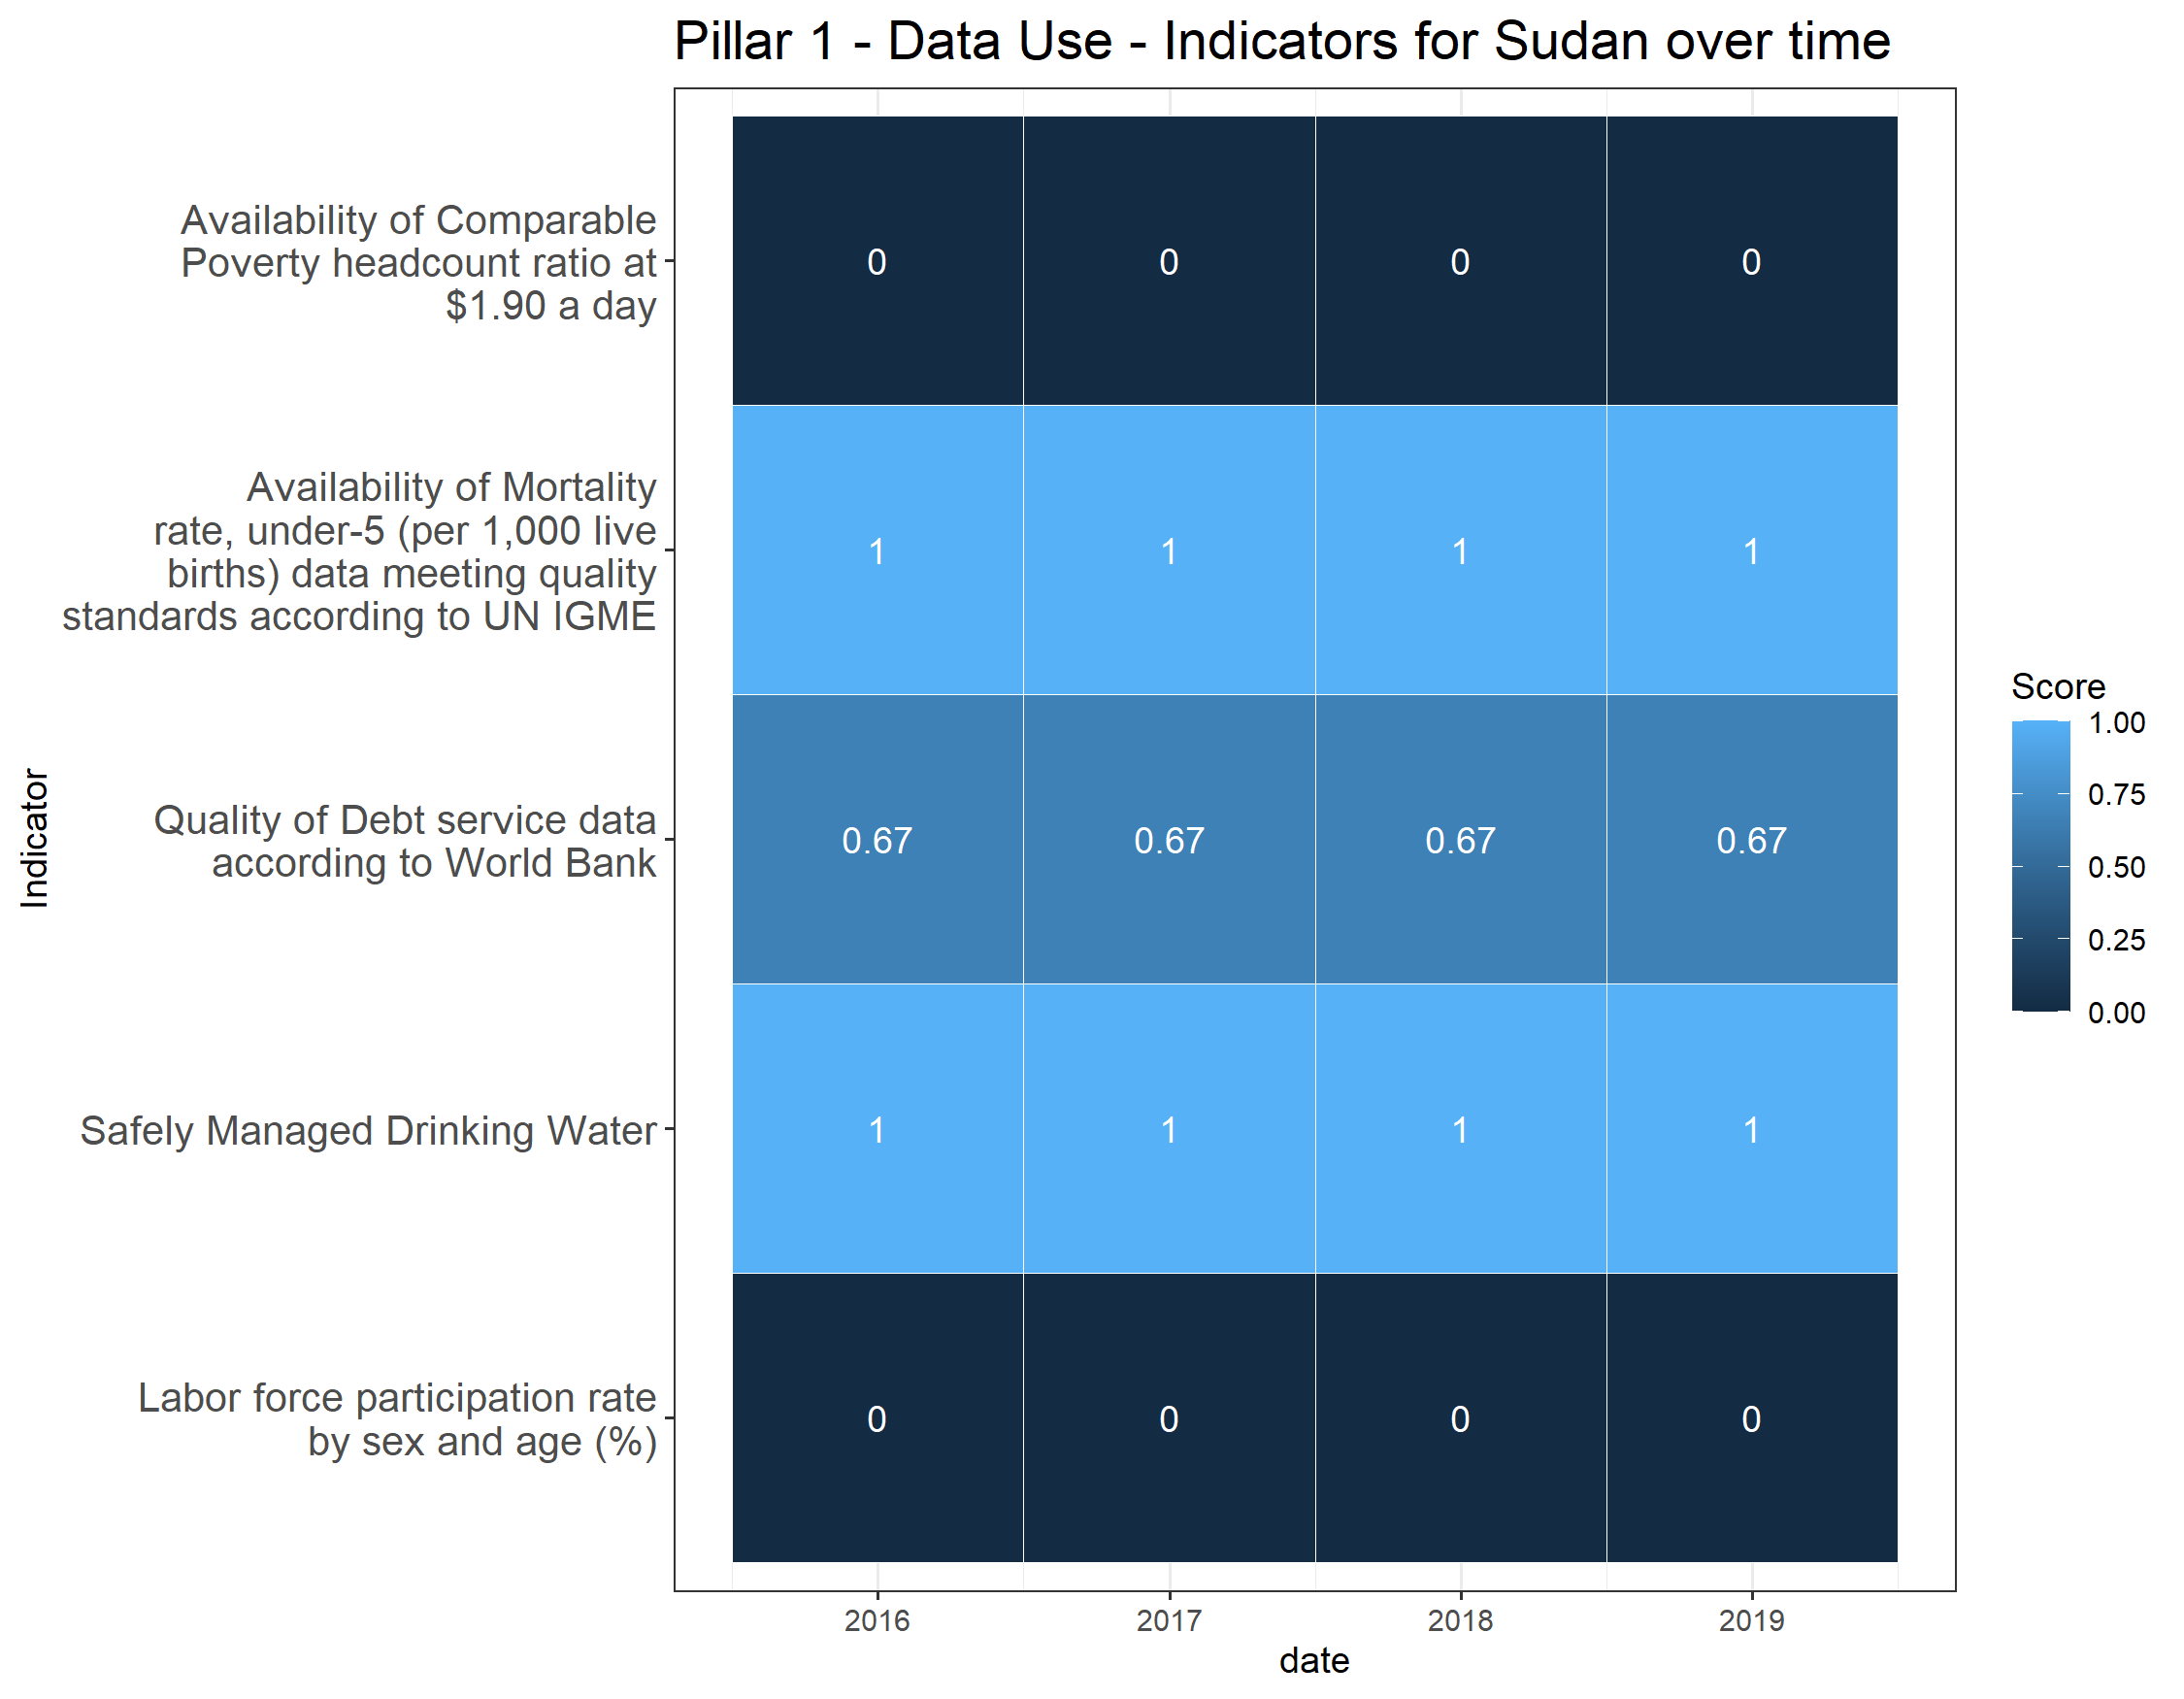 Pillar 1 - Data Use - Indicators for Sudan over time
Indicator
Availability of Comparable
Poverty headcount ratio at
$1.90 a day
0 0 0 0
Availability of Mortality
rate, under-5 (per 1,000 live
births) data meeting quality
standards according to UN IGME
1 1 1 1
Quality of Debt service data
according to World Bank
0.67 0.67 0.67 0.67
Safely Managed Drinking Water
1 1 1 1
Labor force participation rate
by sex and age (%)
0 0 0 0
2016 2017 2018 2019
date
Score
1.00
0.75
0.50
0.25
0.00